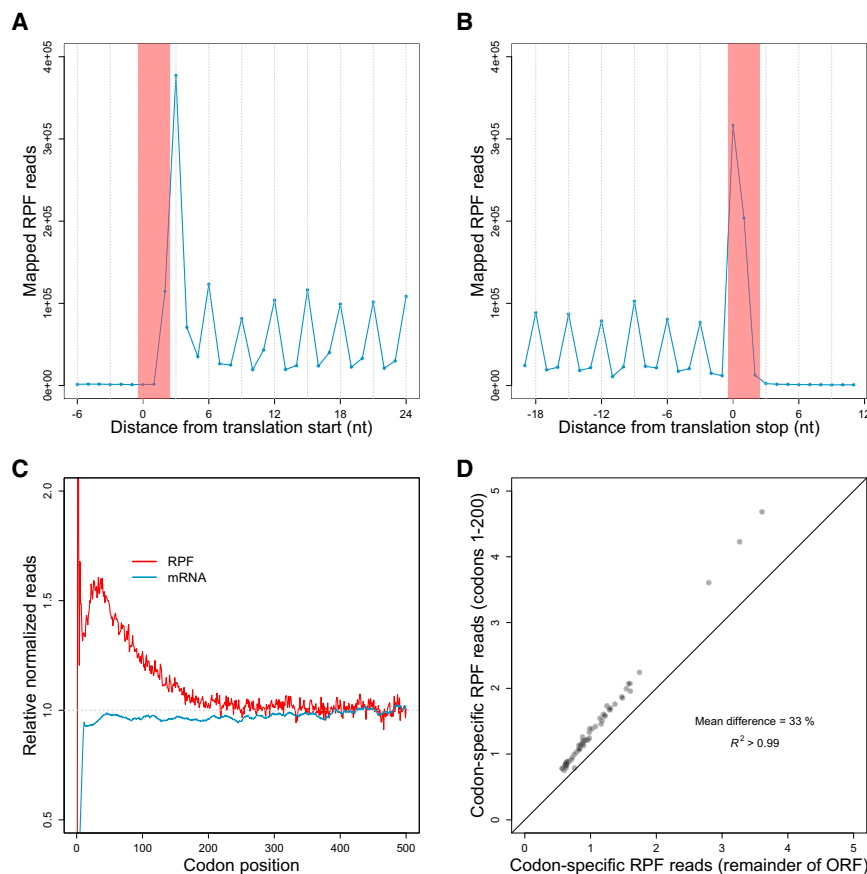 A
Mapped RPF reads
0e+00
1e+05
2e+05
3e+05
4e+05
-6
0
6
12
18
24
Distance from translation start (nt)
B
Mapped RPF reads
0e+00
1e+05
2e+05
3e+05
4e+05
-18
-12
-6
0
6
12
Distance from translation stop (nt)
C
Relative normalized reads
0.5
1.0
1.5
2.0
RPF
mRNA
0
100
200
300
400
500
Codon position
D
Codon-specific RPF reads (codons 1-200)
0
1
2
3
4
5
Mean difference = 33 %
R² > 0.99
0
1
2
3
4
5
Codon-specific RPF reads (remainder of ORF)